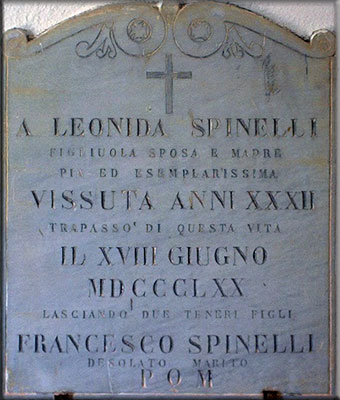 A LEONIDA SPINELLI
FIGLIUOLA SPOSA E MADRE
PIA ED ESEMPLARISSIMA
VISSUTA ANNI XXXII
TRAPASSO' DI QUESTA VITA
IL XVIII GIUGNO
MDCCCLXX
LASCIANDO DUE TENERI FIGLI
FRANCESCO SPINELLI
DESOLATO MARITO
P Q M